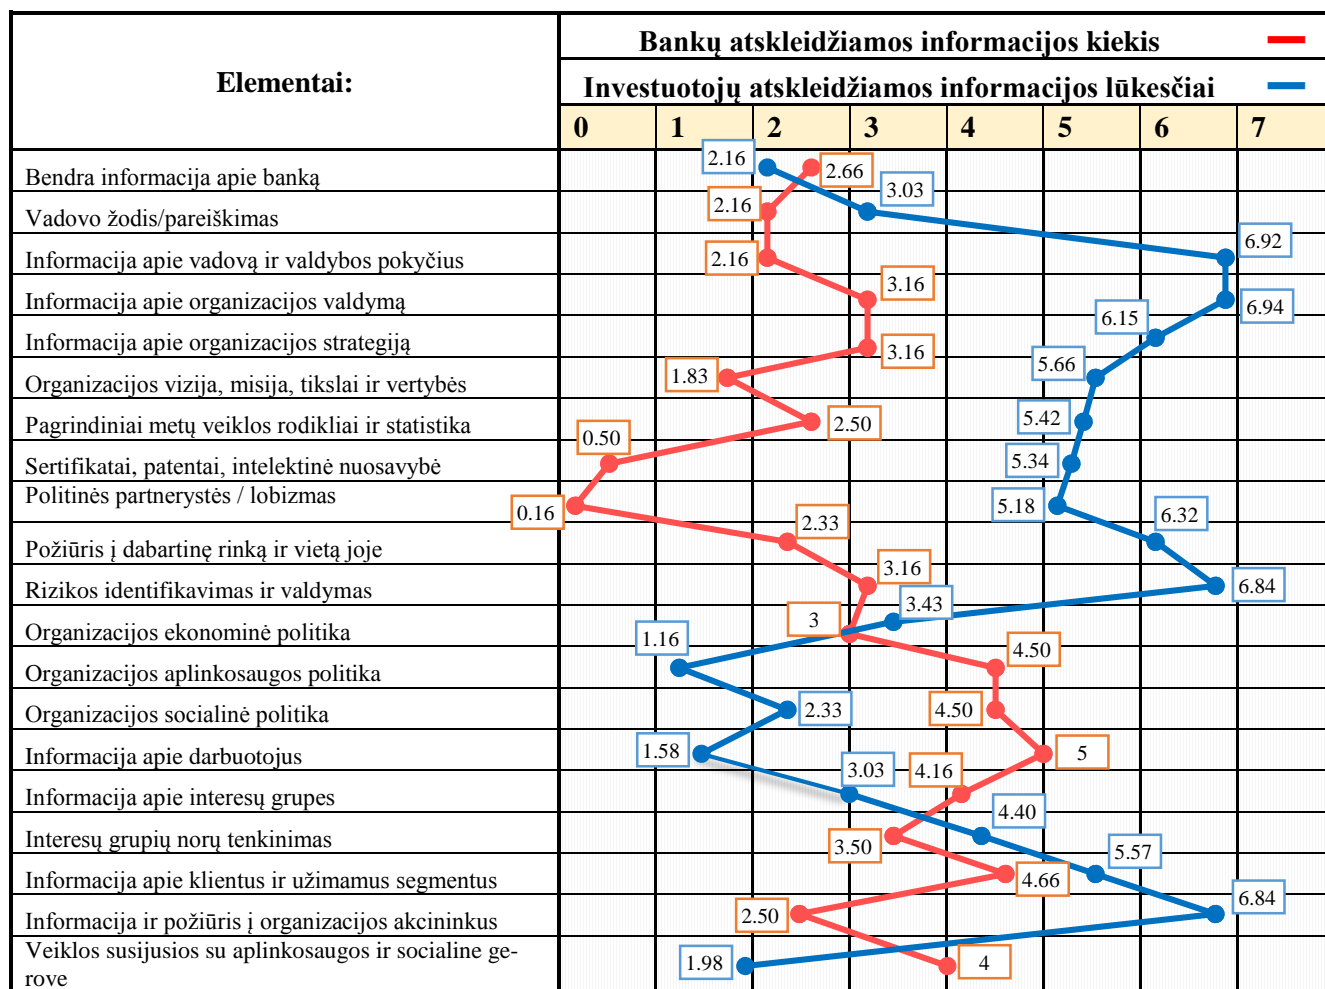 Elementai:
Bankų atskleidžiamos informacijos kiekis
Investuotojų atskleidžiamos informacijos lūkesčiai
0 1 2 3 4 5 6 7
Bendra informacija apie banką
2.16 2.66
Vadovo žodis/pareiškimas
2.16 3.03
Informacija apie vadovą ir valdybos pokyčius
2.16 6.92
Informacija apie organizacijos valdymą
3.16 6.94
Informacija apie organizacijos strategiją
3.16 6.15
Organizacijos vizija, misija, tikslai ir vertybės
1.83 5.66
Pagrindiniai metų veiklos rodikliai ir statistika
2.50 5.42
Sertifikatai, patentai, intelektinė nuosavybė
0.50 5.34
Politinės partnerystės / lobizmas
0.16 5.18
Požiūris į dabartinę rinką ir vietą joje
2.33 6.32
Rizikos identifikavimas ir valdymas
3.16 6.84
Organizacijos ekonominė politika
3 3.43
Organizacijos aplinkosaugos politika
1.16 4.50
Organizacijos socialinė politika
2.33 4.50
Informacija apie darbuotojus
1.58 5
Informacija apie interesų grupes
3.03 4.16
Interesų grupių norų tenkinimas
3.50 4.40
Informacija apie klientus ir užimamus segmentus
4.66 5.57
Informacija ir požiūris į organizacijos akcininkus
2.50 6.84
Veiklos susijusios su aplinkosaugos ir socialine ge-
rove
1.98 4